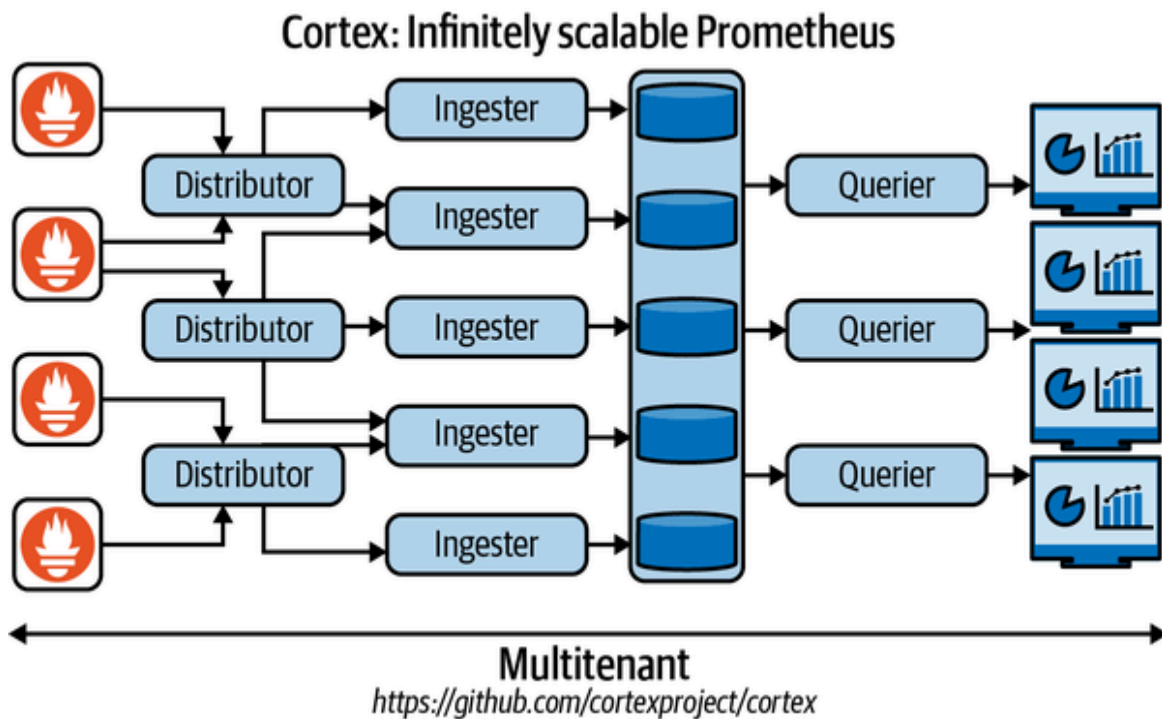 Cortex: Infinitely scalable Prometheus
Ingester
Distributor
Ingester
Querier
Distributor
Ingester
Querier
Ingester
Distributor
Querier
Ingester
Multitenant
https://github.com/cortexproject/cortex